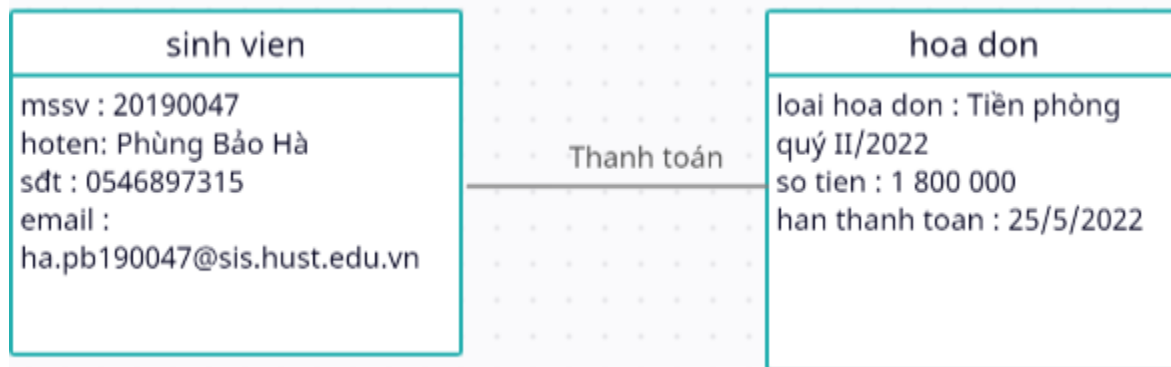 sinh vien
mssv : 20190047
hoten: Phùng Bảo Hà
sđt : 0546897315
email :
ha.pb190047@sis.hust.edu.vn
Thanh toán
hoa don
loai hoa don : Tiền phòng
quý II/2022
so tien : 1 800 000
han thanh toan : 25/5/2022